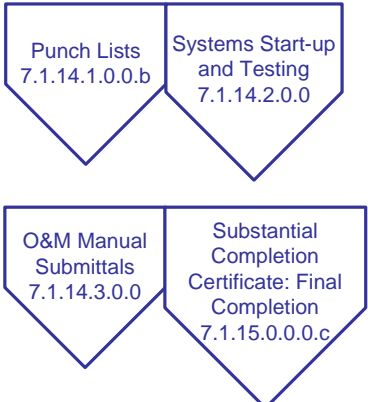 Punch Lists
7.1.14.1.0.0.b
Systems Start-up
and Testing
7.1.14.2.0.0
O&M Manual
Submittals
7.1.14.3.0.0
Substantial
Completion
Certificate: Final
Completion
7.1.15.0.0.0.c